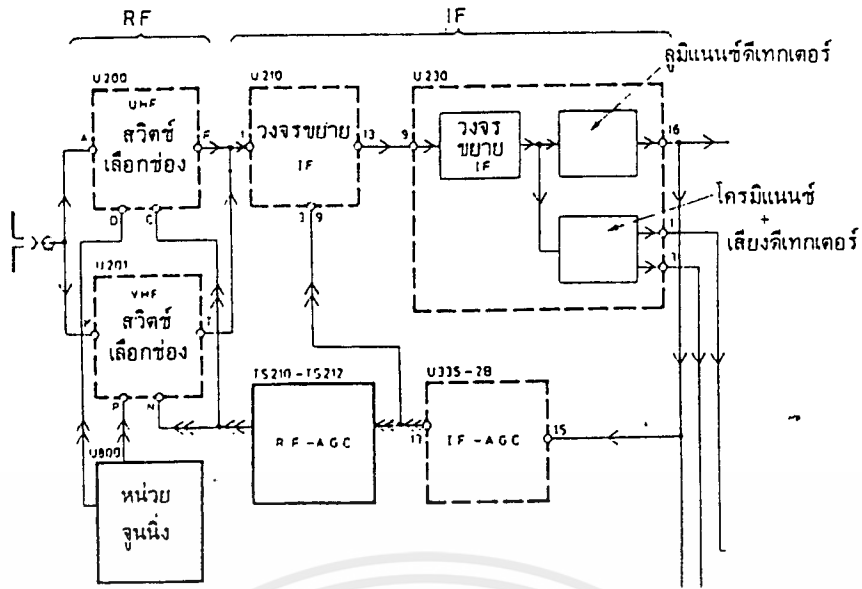 RF
IF
ลูมิแนนซ์ดีเทกเตอร์
U200
U210
U230
UHF
สวิตช์
เลือกช่อง
A
F
D
C
1
วงจรขยาย
IF
13
3
9
9
วงจร
ขยาย
IF
16
โครมิแนนซ์
+
เสียงดีเทกเตอร์
1
U201
VHF
สวิตช์
เลือกช่อง
P
N
TS210-TS212
RF-AGC
U335-2B
17
IF-AGC
15
U800
หน่วย
จูนนิ่ง